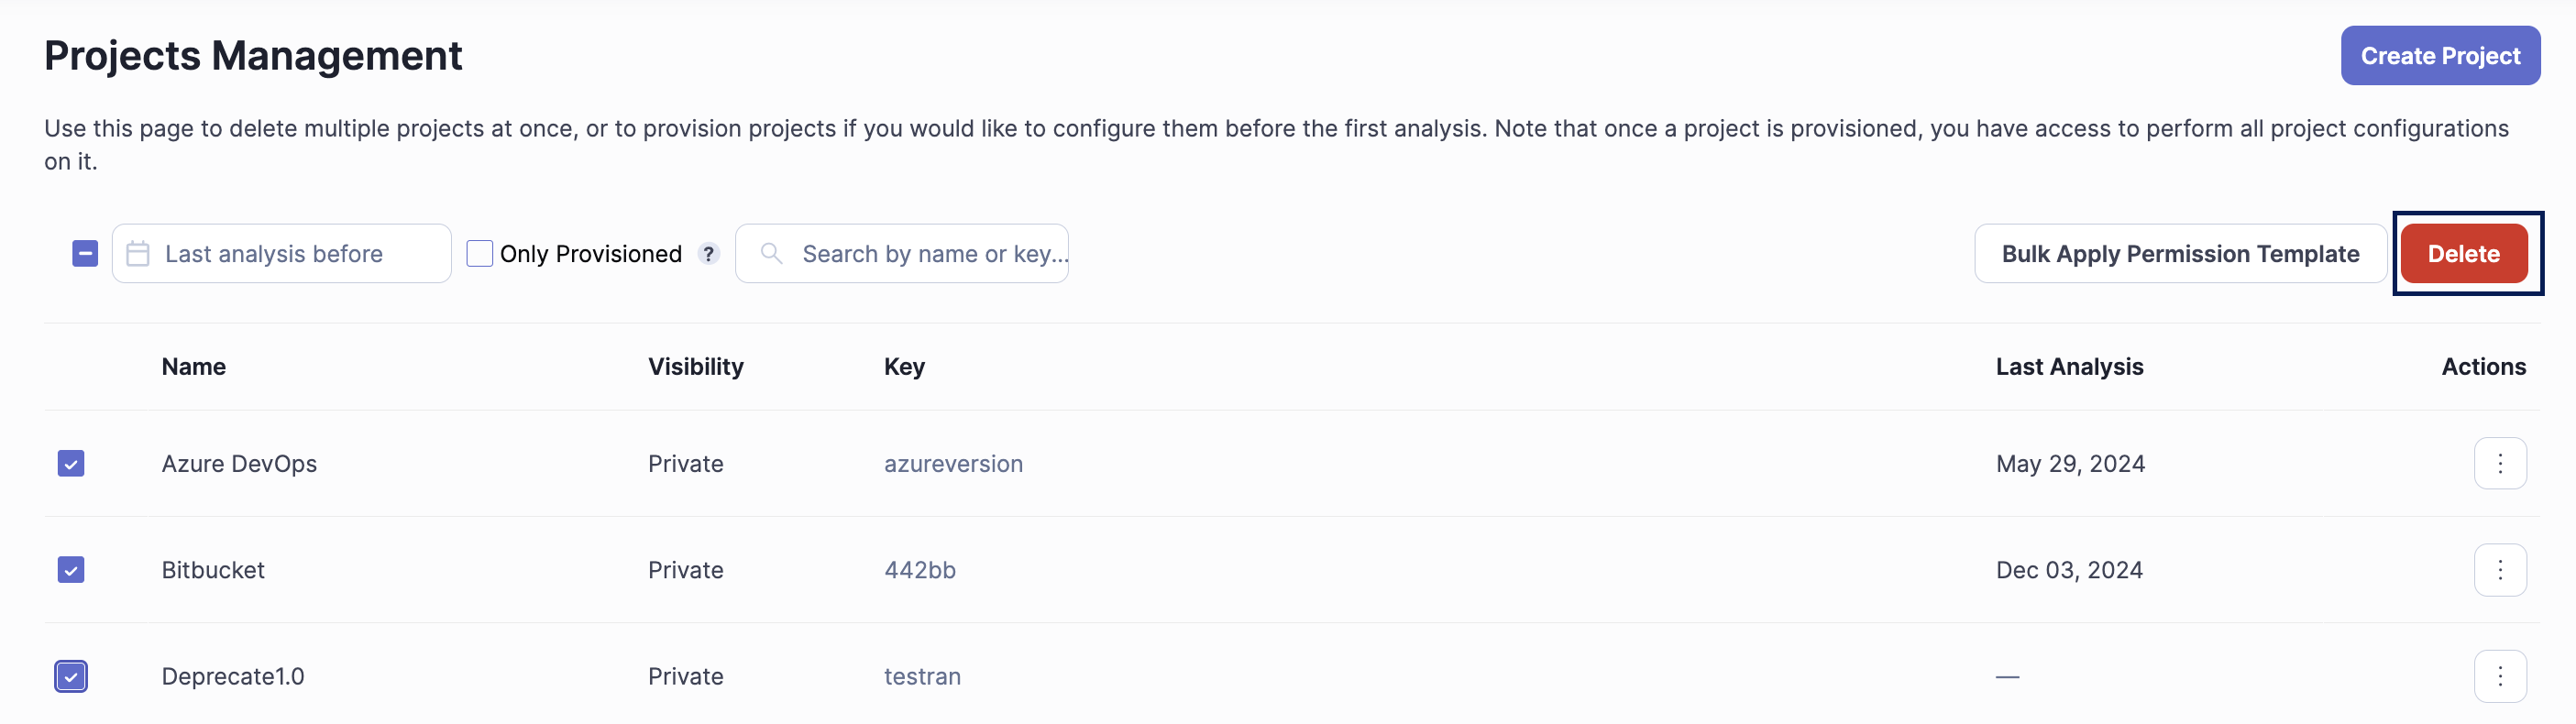 Projects Management
Create Project
Use this page to delete multiple projects at once, or to provision projects if you would like to configure them before the first analysis. Note that once a project is provisioned, you have access to perform all project configurations
on it.
Last analysis before
Only Provisioned ?
Search by name or key...
Bulk Apply Permission Template
Delete
Name Visibility Key Last Analysis Actions
Azure DevOps Private azureversion May 29, 2024
Bitbucket Private 442bb Dec 03, 2024
Deprecate1.0 Private testran —